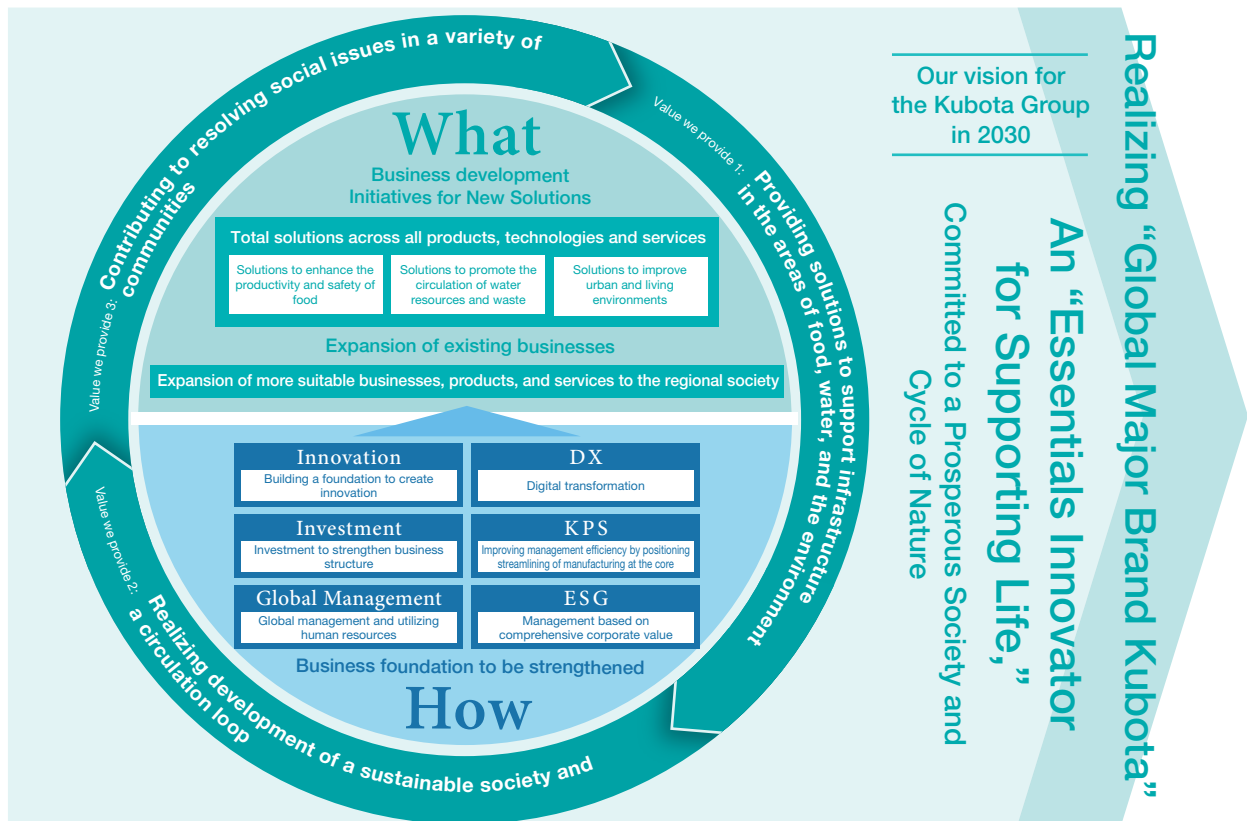 Value we provide 3:
Contributing to resolving social issues in a variety of
communities
Value we provide 1:
Providing solutions to support infrastructure
in the areas of food, water, and the environment
Value we provide 2:
Realizing development of a sustainable society and
a circulation loop
What
Business development
Initiatives for New Solutions
Total solutions across all products, technologies and services
Solutions to enhance the
productivity and safety of
food
Solutions to promote the
circulation of water
resources and waste
Solutions to improve
urban and living
environments
Expansion of existing businesses
Expansion of more suitable businesses, products, and services to the regional society
Innovation
Building a foundation to create
innovation
DX
Digital transformation
Investment
Investment to strengthen business
structure
KPS
Improving management efficiency by positioning
streamlining of manufacturing at the core
Global Management
Global management and utilizing
human resources
ESG
Management based on
comprehensive corporate value
Business foundation to be strengthened
How
Our vision for
the Kubota Group
in 2030
Realizing “Global Major Brand Kubota”
An “Essentials Innovator
for Supporting Life,”
Committed to a Prosperous Society and
Cycle of Nature